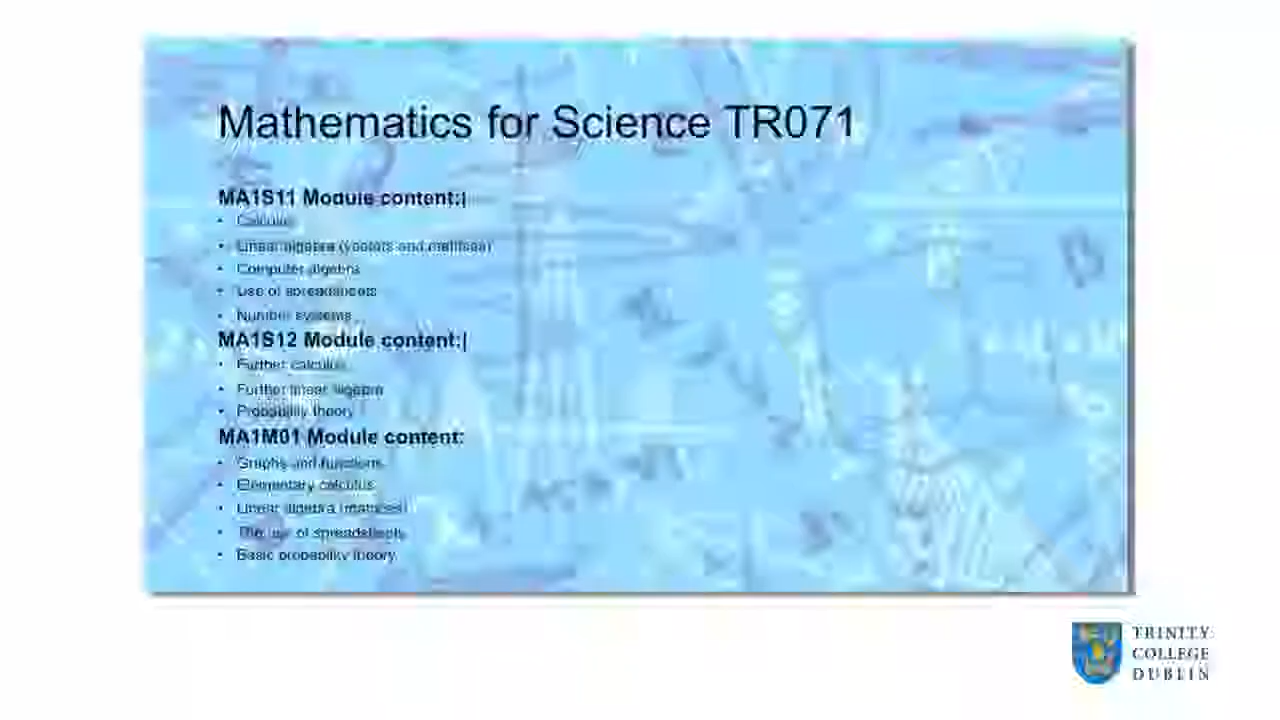 Mathematics for Science TR071
MA1S11 Module content:|
• Calculus
• Linear algebra (vectors and matrices)
• Computer algebra
• Use of spreadsheets
• Number systems
MA1S12 Module content:|
• Further calculus
• Further linear algebra
• Probability theory
MA1M01 Module content:
• Graphs and functions
• Elementary calculus
• Linear algebra (matrices)
• The use of spreadsheets
• Basic probability theory
TRINITY
COLLEGE
DUBLIN